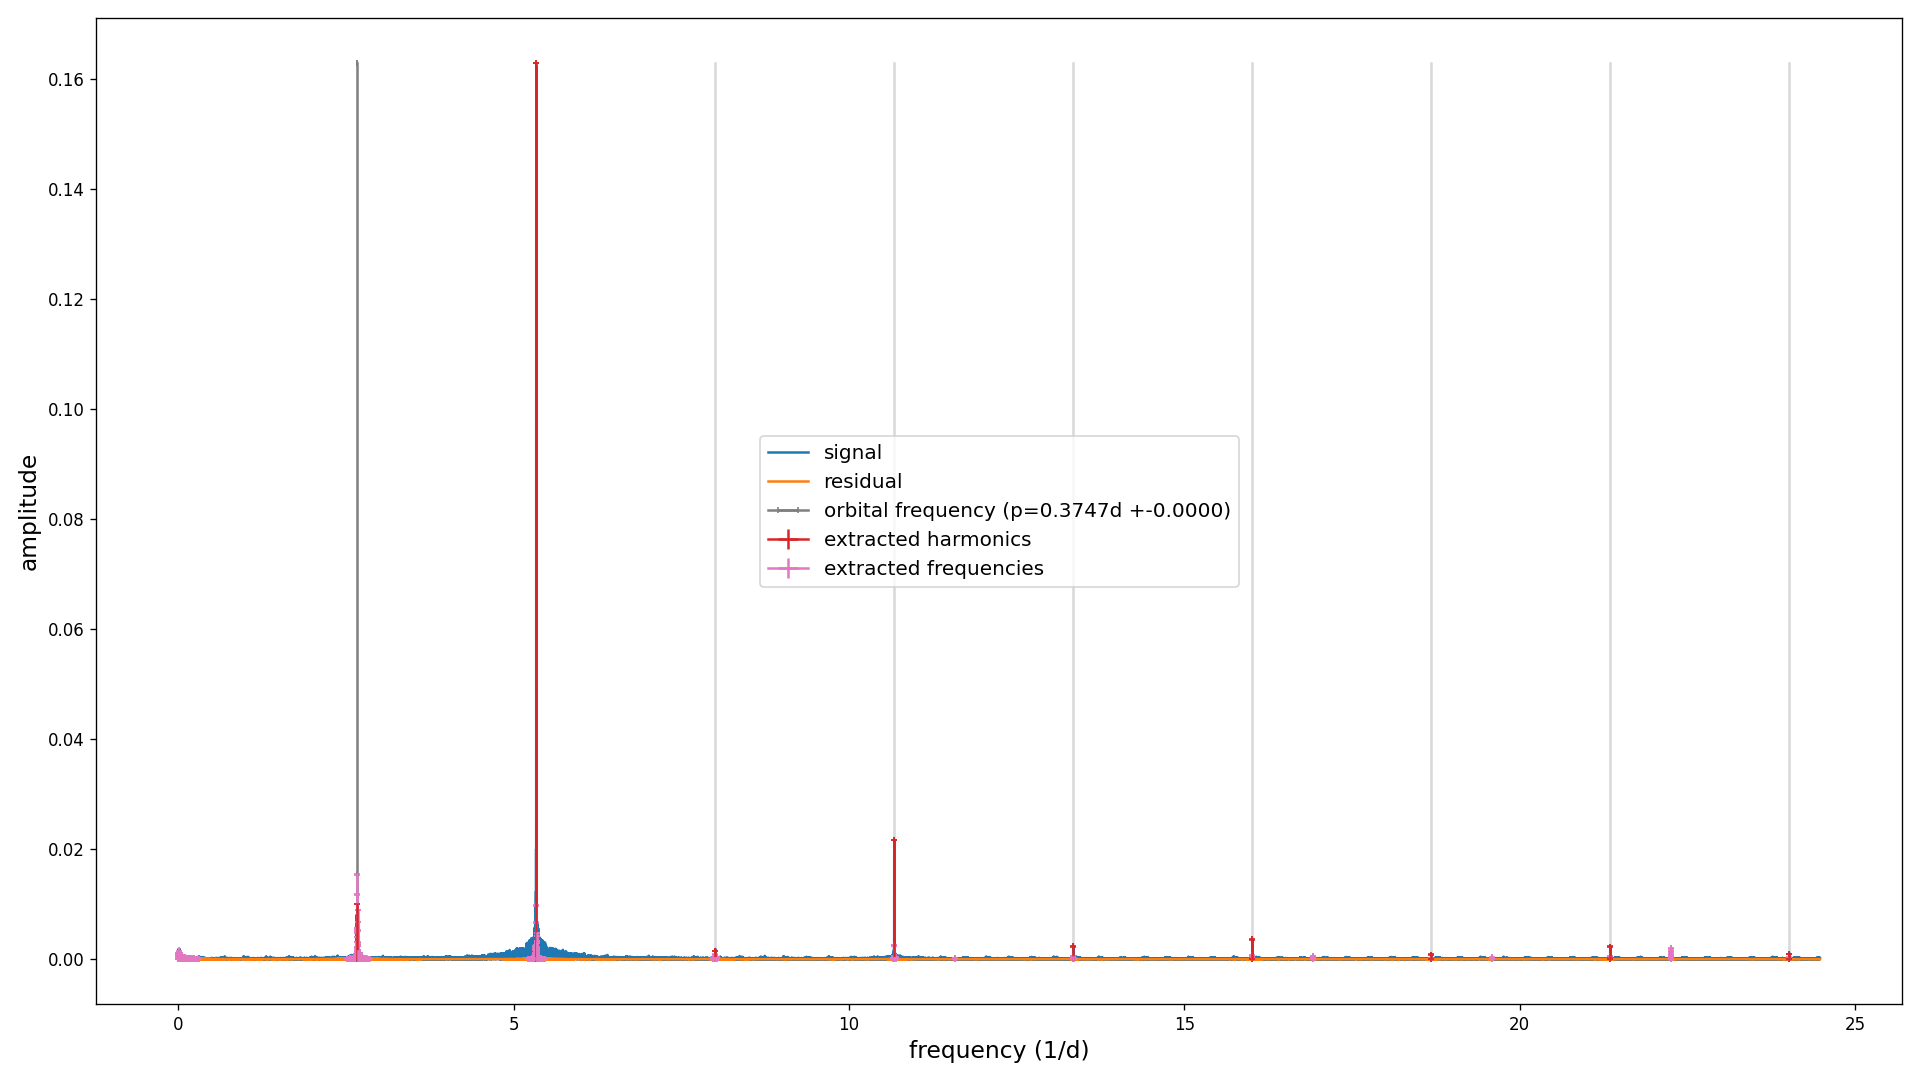 0.16
0.14
0.12
0.10
0.08
0.06
0.04
0.02
0.00
amplitude
signal
residual
orbital frequency (p=0.3747d +-0.0000)
extracted harmonics
extracted frequencies
0 5 10 15 20 25
frequency (1/d)